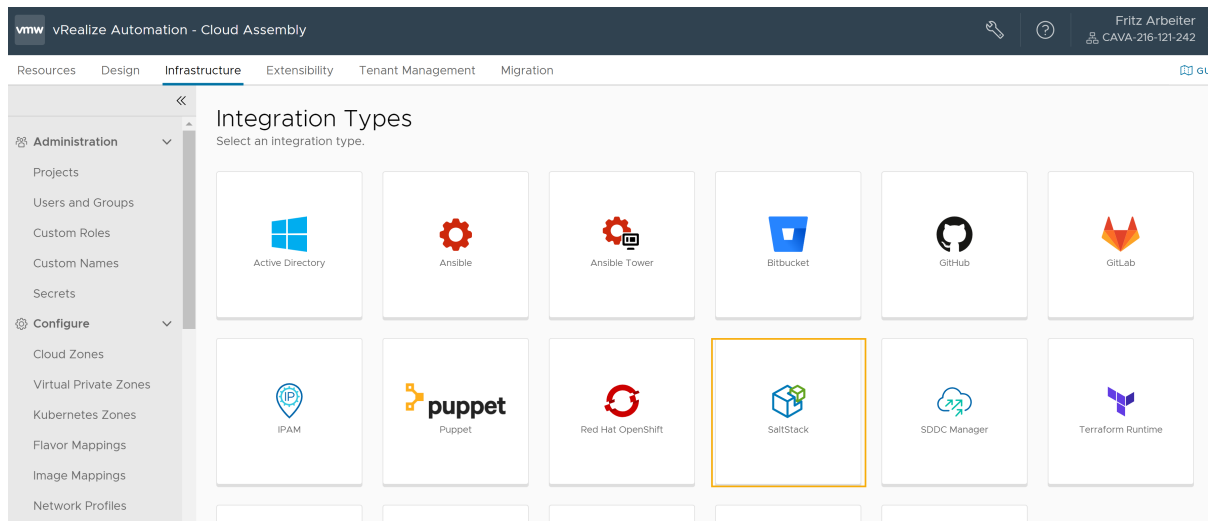 vmw vRealize Automation - Cloud Assembly
Fritz Arbeiter
CAVA-216-121-242
Resources Design Infrastructure Extensibility Tenant Management Migration
GU
Administration
Projects
Users and Groups
Custom Roles
Custom Names
Secrets
Configure
Cloud Zones
Virtual Private Zones
Kubernetes Zones
Flavor Mappings
Image Mappings
Network Profiles
Integration Types
Select an integration type.
Active Directory
Ansible
Ansible Tower
Bitbucket
GitHub
GitLab
IP
IPAM
puppet
Puppet
Red Hat OpenShift
SaltStack
SDDC Manager
Terraform Runtime